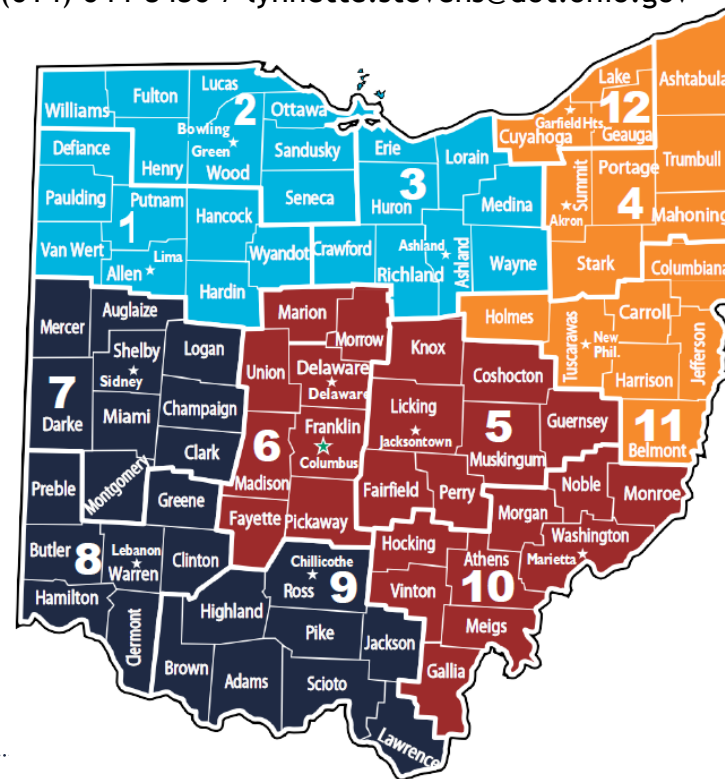 lynnette.stevens@dot.ohio.gov
Lake
Ashtabula
Lucas
Fulton
12
Williams
2
Ottawa
Garfield Hts.
Geauga
Cuyahoga
Bowling
Green
Defiance
Erie
Lorain
Sandusky
Trumbull
Henry
Wood
Portage
Summit
3
Paulding
Putnam
Seneca
Huron
Medina
4
Akron
Mahoning
Hancock
1
Van Wert
Lima
Allen
Wyandot
Crawford
Ashland
Ashland
Richland
Wayne
Stark
Columbiana
Hardin
Auglaize
Mercer
Marion
Morrow
Holmes
Carroll
Tuscarawas
New
Phil.
Jefferson
Shelby
Logan
Knox
Sidney
Union
Delaware
Delaware
Coshocton
Harrison
7
Darke
Miami
Champaign
Licking
Jacksontown
Franklin
Columbus
5
Guernsey
11
Belmont
Clark
6
Muskingum
Preble
Montgomery
Madison
Greene
Fairfield
Perry
Noble
Monroe
Morgan
Fayette
Pickaway
Washington
Marietta
Butler
8
Lebanon
Warren
Clinton
Hocking
Athens
Chillicothe
Ross
9
10
Vinton
Hamilton
Highland
Clermont
Pike
Jackson
Meigs
Brown
Adams
Scioto
Gallia
Lawrence